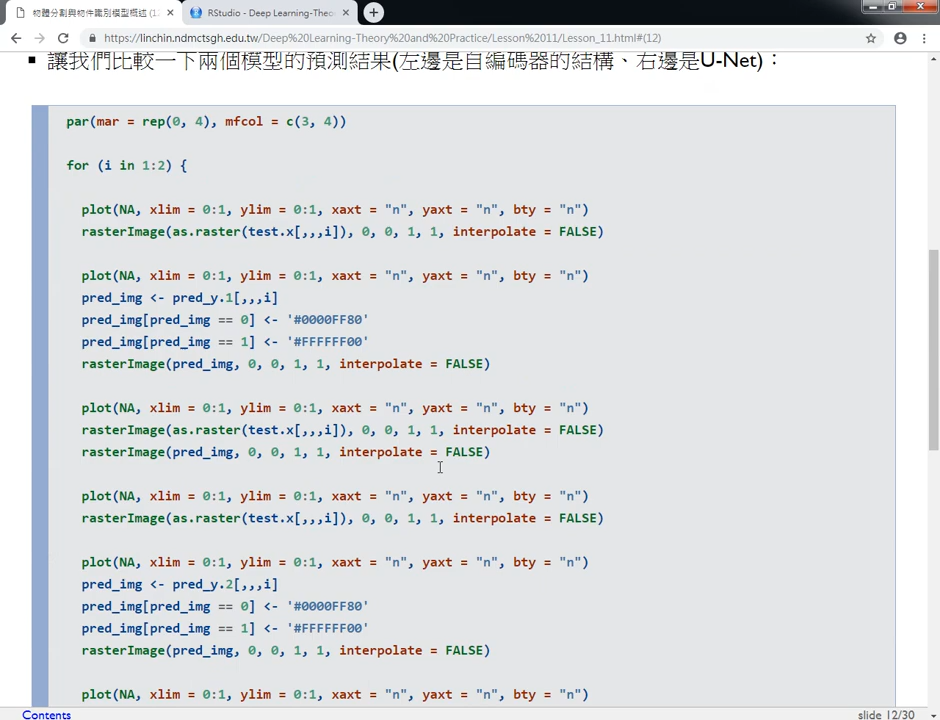 物體分割與物件識別模型概述 (12
RStudio - Deep Learning-Theo
https://linchin.ndmctsgh.edu.tw/Deep%20Learning-Theory%20and%20Practice/Lesson%2011/Lesson_11.html#(12)
▪ 讓我們比較一下兩個模型的預測結果(左邊是自編碼器的結構、右邊是U-Net)：
par(mar = rep(0, 4), mfcol = c(3, 4))
for (i in 1:2) {
plot(NA, xlim = 0:1, ylim = 0:1, xaxt = "n", yaxt = "n", bty = "n")
rasterImage(as.raster(test.x[,,,i]), 0, 0, 1, 1, interpolate = FALSE)
plot(NA, xlim = 0:1, ylim = 0:1, xaxt = "n", yaxt = "n", bty = "n")
pred_img <- pred_y.1[,,,i]
pred_img[pred_img == 0] <- '#0000FF80'
pred_img[pred_img == 1] <- '#FFFFFF00'
rasterImage(pred_img, 0, 0, 1, 1, interpolate = FALSE)
plot(NA, xlim = 0:1, ylim = 0:1, xaxt = "n", yaxt = "n", bty = "n")
rasterImage(as.raster(test.x[,,,i]), 0, 0, 1, 1, interpolate = FALSE)
rasterImage(pred_img, 0, 0, 1, 1, interpolate = FALSE)
plot(NA, xlim = 0:1, ylim = 0:1, xaxt = "n", yaxt = "n", bty = "n")
rasterImage(as.raster(test.x[,,,i]), 0, 0, 1, 1, interpolate = FALSE)
plot(NA, xlim = 0:1, ylim = 0:1, xaxt = "n", yaxt = "n", bty = "n")
pred_img <- pred_y.2[,,,i]
pred_img[pred_img == 0] <- '#0000FF80'
pred_img[pred_img == 1] <- '#FFFFFF00'
rasterImage(pred_img, 0, 0, 1, 1, interpolate = FALSE)
plot(NA, xlim = 0:1, ylim = 0:1, xaxt = "n", yaxt = "n", bty = "n")
Contents
slide 12/30